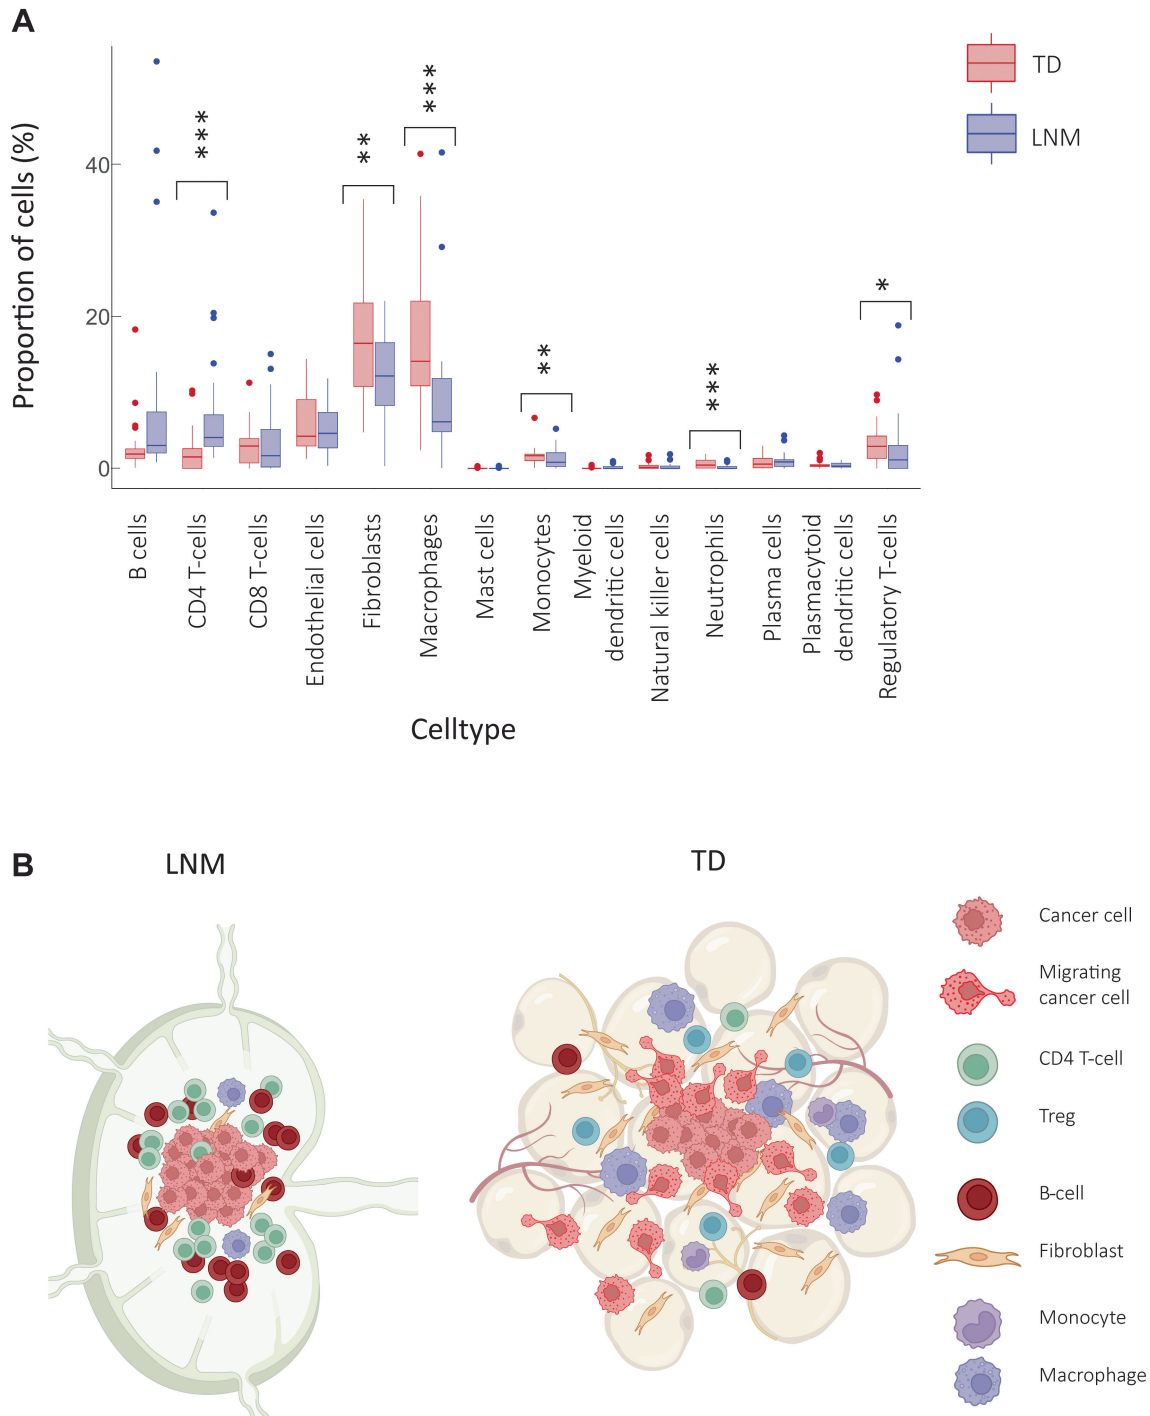 A
TD
LNM
Proportion of cells (%)
40
20
0
***
**
***
**
***
*
B cells
CD4 T-cells
CD8 T-cells
Endothelial cells
Fibroblasts
Macrophages
Mast cells
Monocytes
Myeloid
dendritic cells
Natural killer cells
Neutrophils
Plasma cells
Plasmacytoid
dendritic cells
Regulatory T-cells
Celltype
B
LNM
TD
Cancer cell
Migrating
cancer cell
CD4 T-cell
Treg
B-cell
Fibroblast
Monocyte
Macrophage